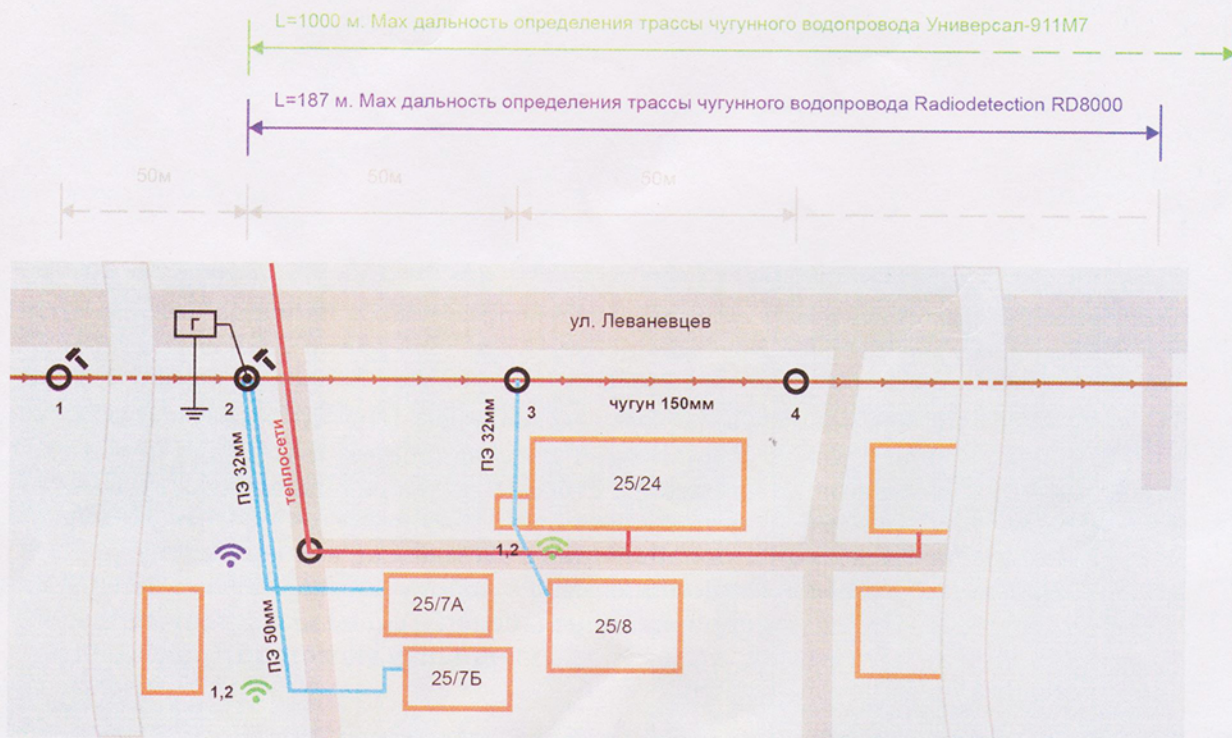 L=1000 м. Мах дальность определения трассы чугунного водопровода Универсал-911М7
L=187 м. Мах дальность определения трассы чугунного водопровода Radiodetection RD8000
50м
50м
50м
Г
ул. Леваневцев
1
2
3
4
чугун 150мм
ПЭ 32мм
теплосети
ПЭ 32мм
25/24
1,2
25/7А
25/8
ПЭ 50мм
25/7Б
1,2